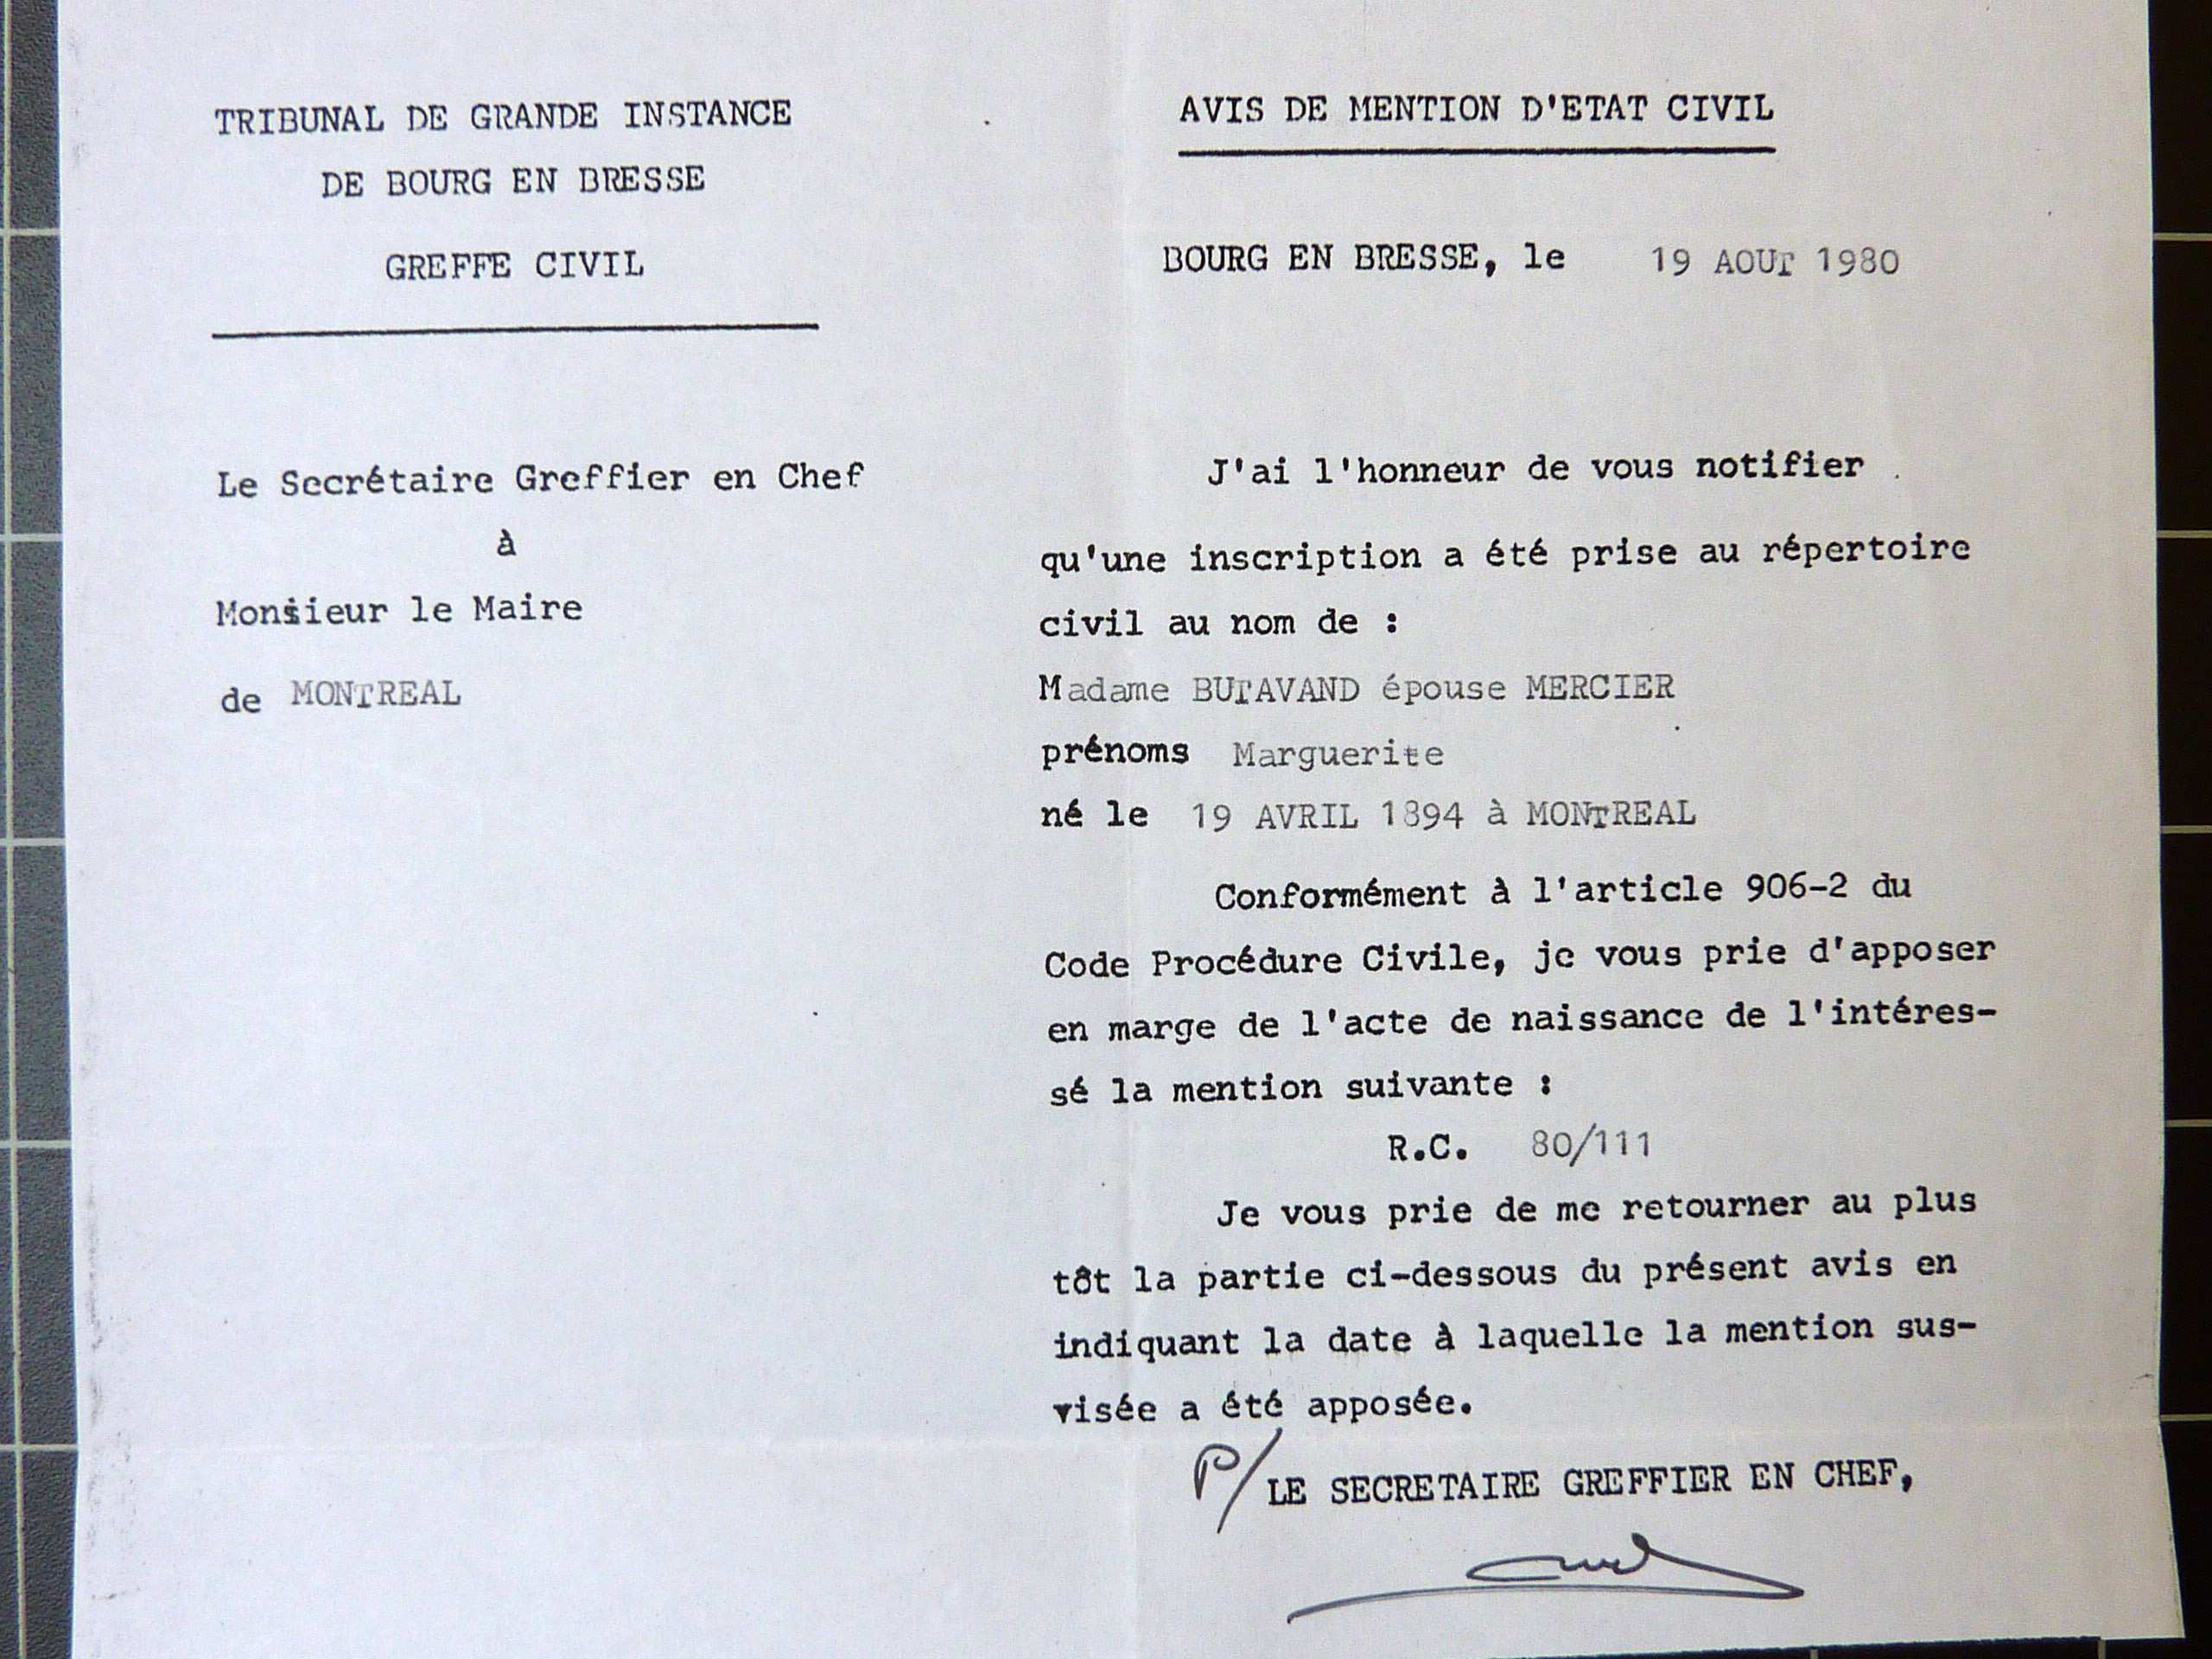 TRIBUNAL DE GRANDE INSTANCE
DE BOURG EN BRESSE
GREFFE CIVIL
Le Secrétaire Greffier en Chef
à
Monsieur le Maire
de MONTREAL
AVIS DE MENTION D'ETAT CIVIL
BOURG EN BRESSE, le 19 AOUT 1980
J'ai l'honneur de vous notifier
qu'une inscription a été prise au répertoire
civil au nom de :
Madame BUTAVAND épouse MERCIER
prénoms Marguerite
né le 19 AVRIL 1894 à MONTREAL
Conformément à l'article 906-2 du
Code Procédure Civile, je vous prie d'apposer
en marge de l'acte de naissance de l'intéres-
sé la mention suivante :
R.C. 80/111
Je vous prie de me retourner au plus
tôt la partie ci-dessous du présent avis en
indiquant la date à laquelle la mention sus-
visée a été apposée.
P/ LE SECRETAIRE GREFFIER EN CHEF,